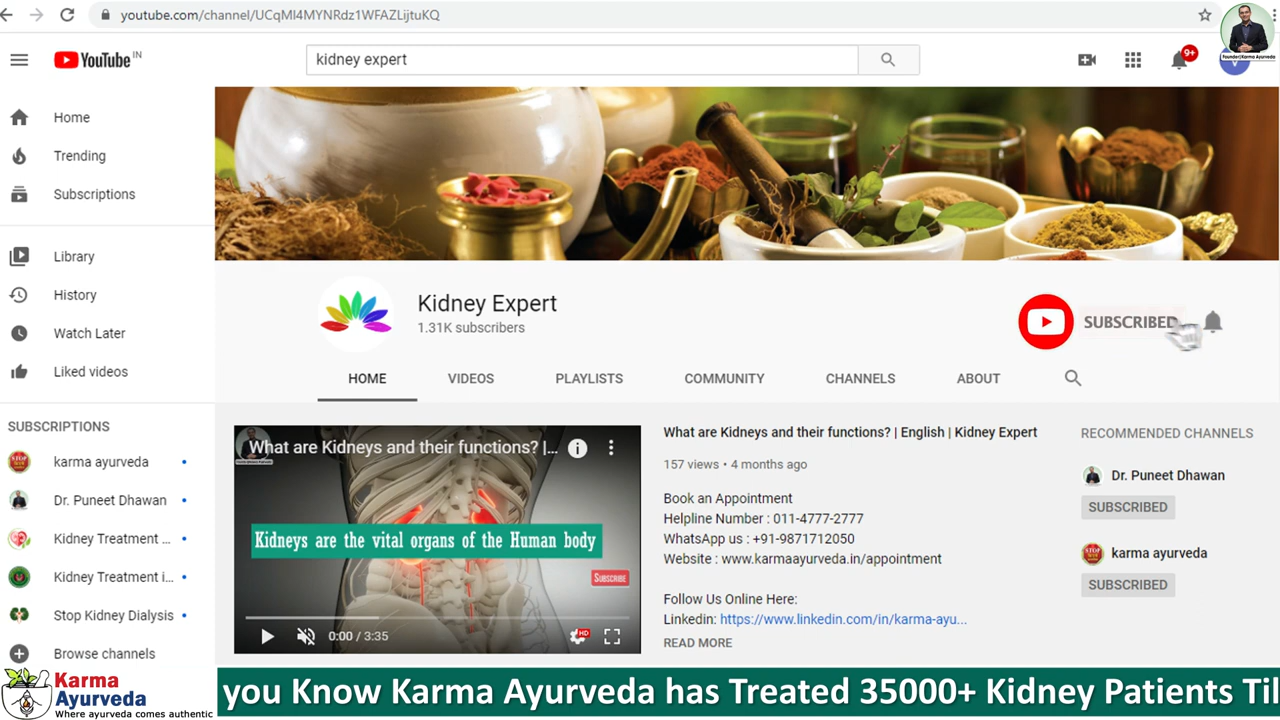 youtube.com/channel/UCqMl4MYNRdz1WFAZLijtuKQ
YouTube IN
kidney expert
9+
Founder|Karma Ayurveda
Home
Trending
Subscriptions
Library
History
Watch Later
Liked videos
SUBSCRIPTIONS
karma ayurveda
Dr. Puneet Dhawan
Kidney Treatment ...
Kidney Treatment i...
Stop Kidney Dialysis
Browse channels
Kidney Expert
1.31K subscribers
SUBSCRIBED
HOME VIDEOS PLAYLISTS COMMUNITY CHANNELS ABOUT
What are Kidneys and their functions? |...
Kidneys are the vital organs of the Human body
SUBSCRIBE
0:00 / 3:35
HD
What are Kidneys and their functions? | English | Kidney Expert
157 views • 4 months ago
Book an Appointment
Helpline Number : 011-4777-2777
WhatsApp us : +91-9871712050
Website : www.karmaayurveda.in/appointment
Follow Us Online Here:
Linkedin: https://www.linkedin.com/in/karma-ayu...
READ MORE
RECOMMENDED CHANNELS
Dr. Puneet Dhawan
SUBSCRIBED
karma ayurveda
SUBSCRIBED
Karma
Ayurveda
Where ayurveda comes authentic
you Know Karma Ayurveda has Treated 35000+ Kidney Patients Til